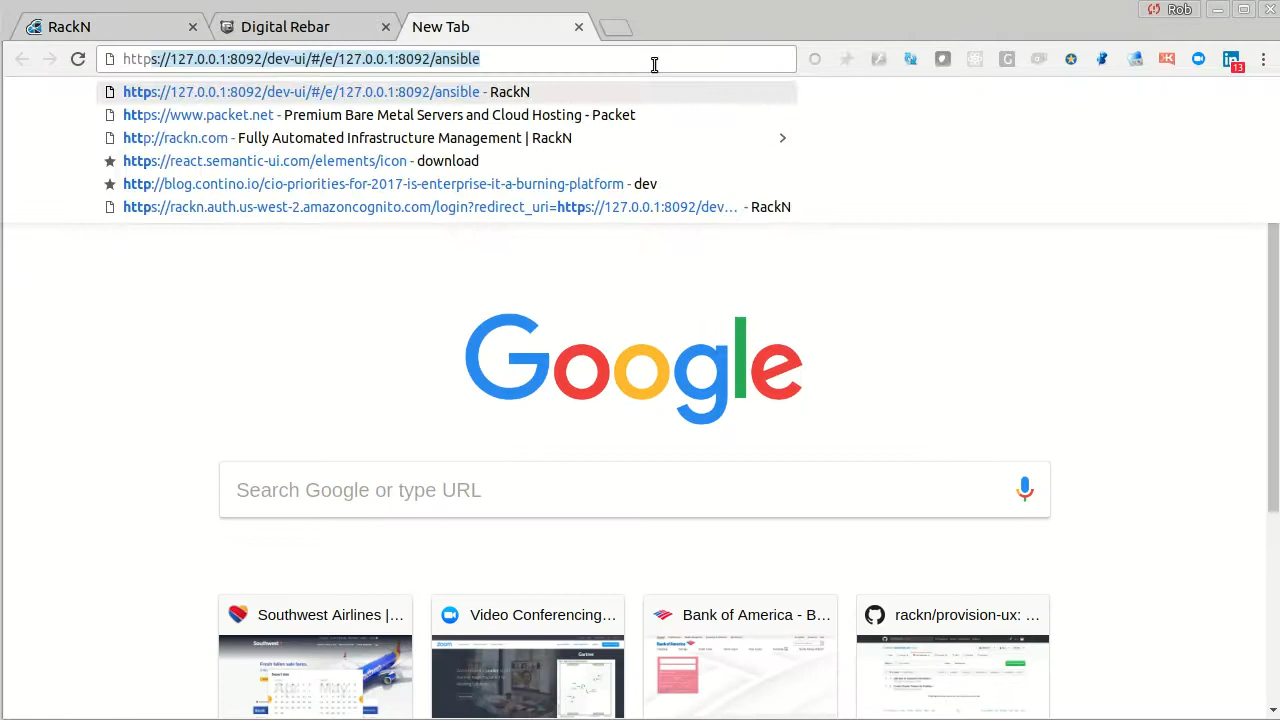 RackN
Digital Rebar
New Tab
Rob
https://127.0.0.1:8092/dev-ui/#/e/127.0.0.1:8092/ansible
13
https://127.0.0.1:8092/dev-ui/#/e/127.0.0.1:8092/ansible - RackN
https://www.packet.net - Premium Bare Metal Servers and Cloud Hosting - Packet
http://rackn.com - Fully Automated Infrastructure Management | RackN
https://react.semantic-ui.com/elements/icon - download
http://blog.contino.io/cio-priorities-for-2017-is-enterprise-it-a-burning-platform - dev
https://rackn.auth.us-west-2.amazoncognito.com/login?redirect_uri=https://127.0.0.1:8092/dev... - RackN
Google
Search Google or type URL
Southwest Airlines |...
Video Conferencing...
Bank of America - B...
rackn/provision-ux: ...
Southwest
zoom
Gartner